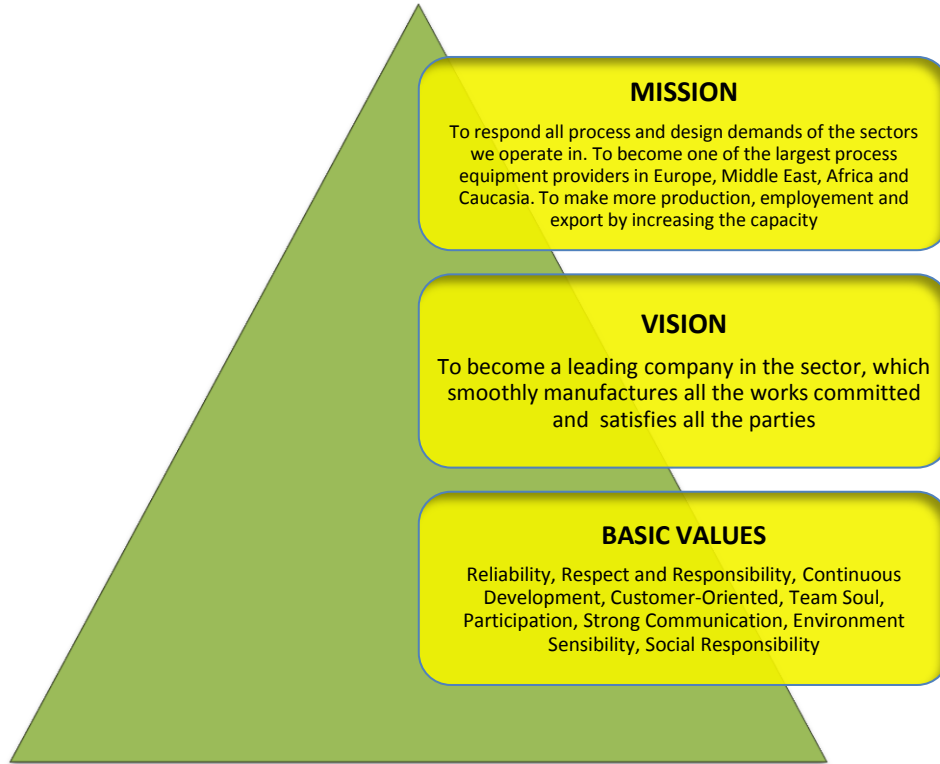 MISSION
To respond all process and design demands of the sectors
we operate in. To become one of the largest process
equipment providers in Europe, Middle East, Africa and
Caucasia. To make more production, employement and
export by increasing the capacity
VISION
To become a leading company in the sector, which
smoothly manufactures all the works committed
and  satisfies all the parties
BASIC VALUES
Reliability, Respect and Responsibility, Continuous
Development, Customer-Oriented, Team Soul,
Participation, Strong Communication, Environment
Sensibility, Social Responsibility